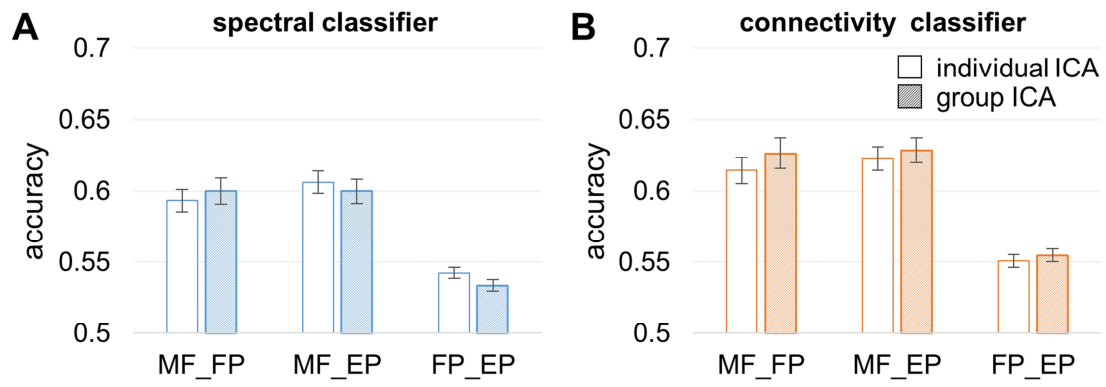 A
spectral classifier
0.7
0.65
0.6
0.55
0.5
accuracy
MF_FP
MF_EP
FP_EP
B
connectivity classifier
individual ICA
group ICA
0.7
0.65
0.6
0.55
0.5
accuracy
MF_FP
MF_EP
FP_EP